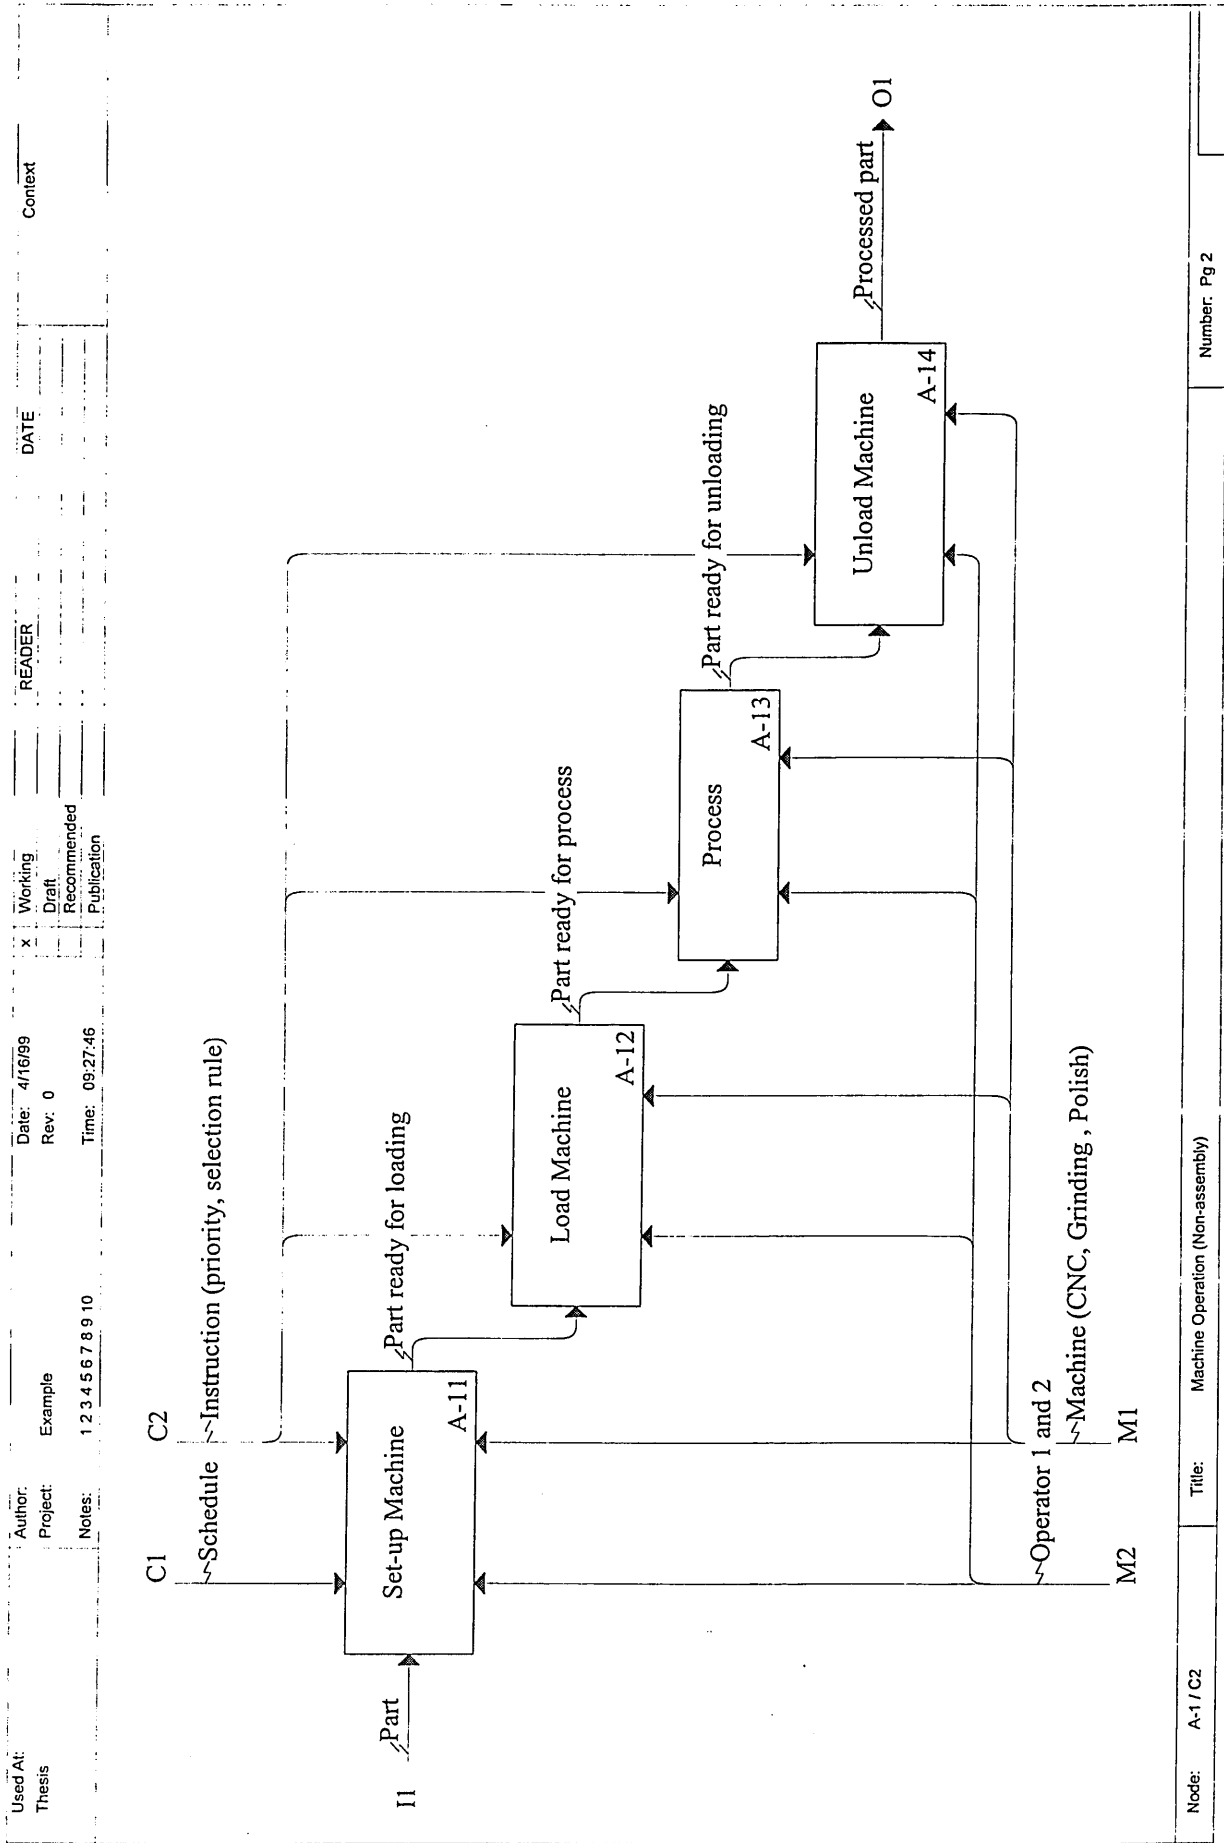 Used At:
Thesis
Author:
Project: Example
Notes: 1 2 3 4 5 6 7 8 9 10
Date: 4/16/99
Rev: 0
Time: 09:27:46
x Working
Draft
Recommended
Publication
READER
DATE
Context
C1
C2
Schedule
Instruction (priority, selection rule)
I1
Part
Set-up Machine
A-11
Part ready for loading
Load Machine
A-12
Part ready for process
Process
A-13
Part ready for unloading
Unload Machine
A-14
Processed part
O1
Operator 1 and 2
Machine (CNC, Grinding , Polish)
M2
M1
Node: A-1 / C2
Title: Machine Operation (Non-assembly)
Number: Pg 2